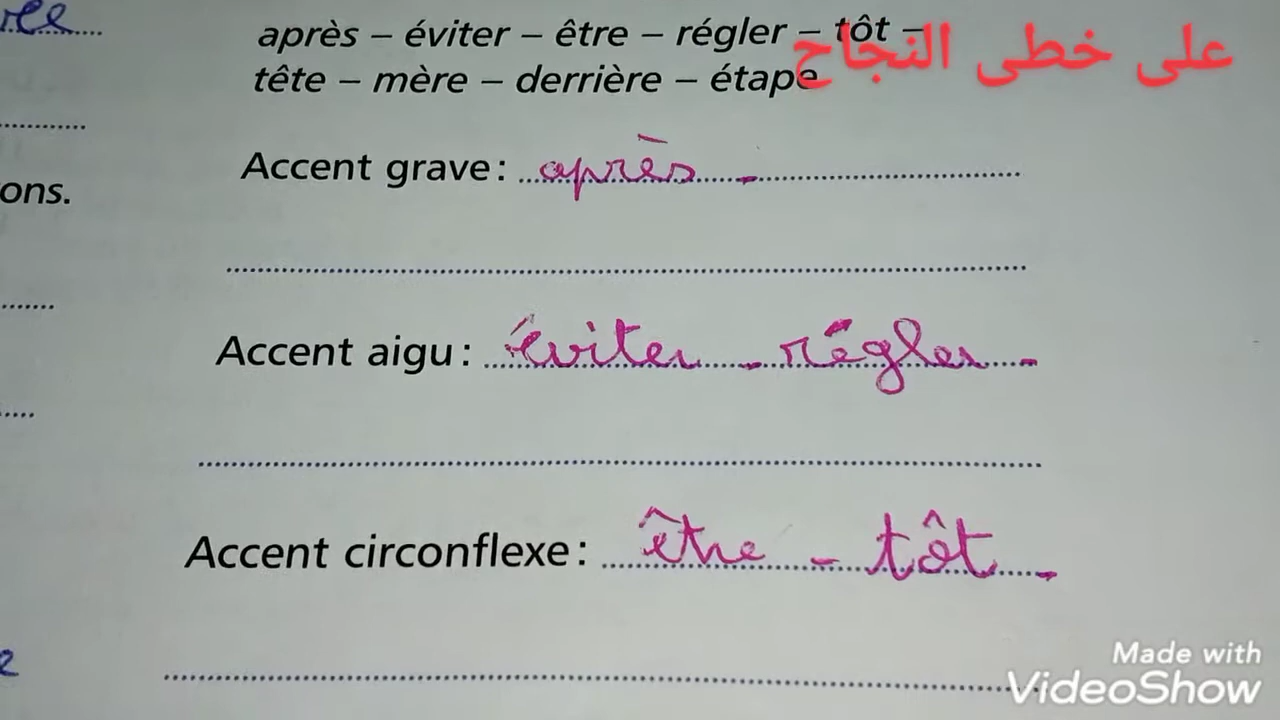 après – éviter – être – régler – tôt –
على خطى النجاح
tête – mère – derrière – étape
Accent grave : après -
ons.
Accent aigu : éviter - régler -
Accent circonflexe : être - tôt -
Made with
VideoShow